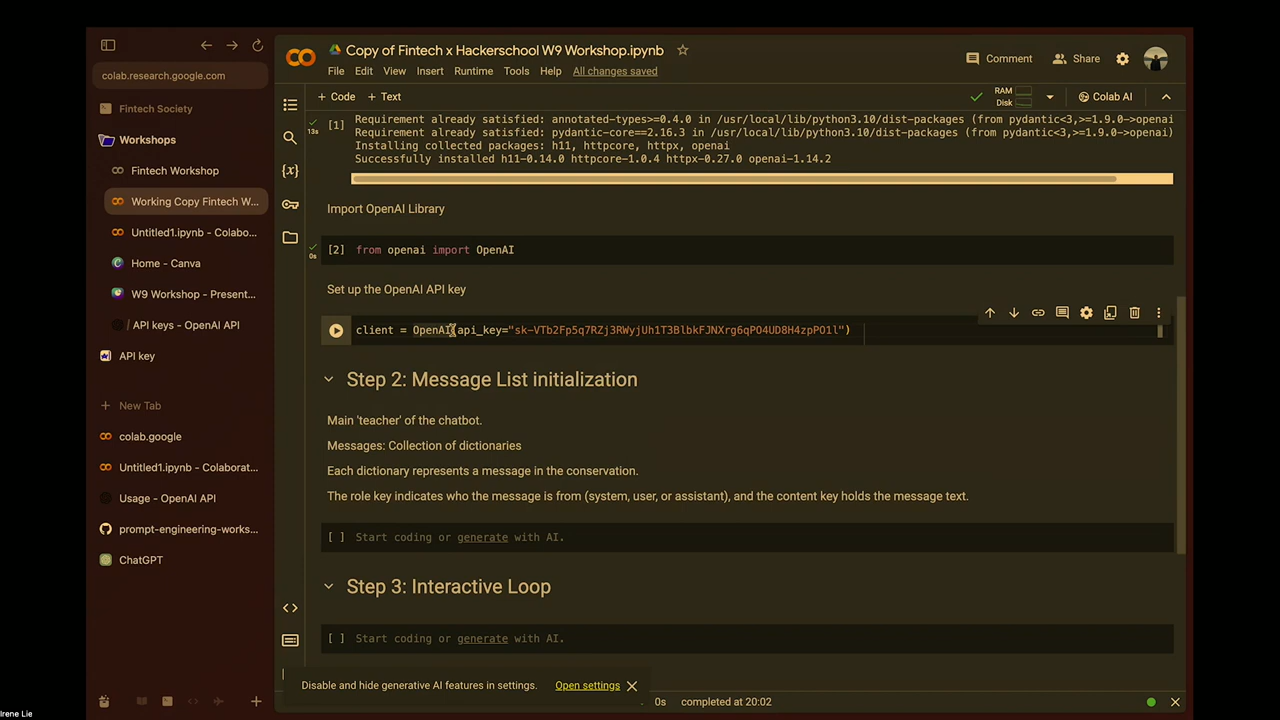 Copy of Fintech x Hackerschool W9 Workshop.ipynb
File Edit View Insert Runtime Tools Help All changes saved
Comment Share
colab.research.google.com
Fintech Society
Workshops
Fintech Workshop
Working Copy Fintech W...
Untitled1.ipynb - Colabo...
Home - Canva
W9 Workshop - Present...
/ API keys - OpenAI API
API key
New Tab
colab.google
Untitled1.ipynb - Colaborat...
Usage - OpenAI API
prompt-engineering-works...
ChatGPT
+ Code + Text
RAM
Disk
Colab AI
[1] Requirement already satisfied: annotated-types>=0.4.0 in /usr/local/lib/python3.10/dist-packages (from pydantic<3,>=1.9.0->openai
13s
Requirement already satisfied: pydantic-core==2.16.3 in /usr/local/lib/python3.10/dist-packages (from pydantic<3,>=1.9.0->openai)
Installing collected packages: h11, httpcore, httpx, openai
Successfully installed h11-0.14.0 httpcore-1.0.4 httpx-0.27.0 openai-1.14.2
Import OpenAI Library
[2] from openai import OpenAI
0s
Set up the OpenAI API key
client = OpenAI(api_key="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")
Step 2: Message List initialization
Main 'teacher' of the chatbot.
Messages: Collection of dictionaries
Each dictionary represents a message in the conservation.
The role key indicates who the message is from (system, user, or assistant), and the content key holds the message text.
[ ] Start coding or generate with AI.
Step 3: Interactive Loop
[ ] Start coding or generate with AI.
Disable and hide generative AI features in settings. Open settings
0s completed at 20:02
Irene Lie